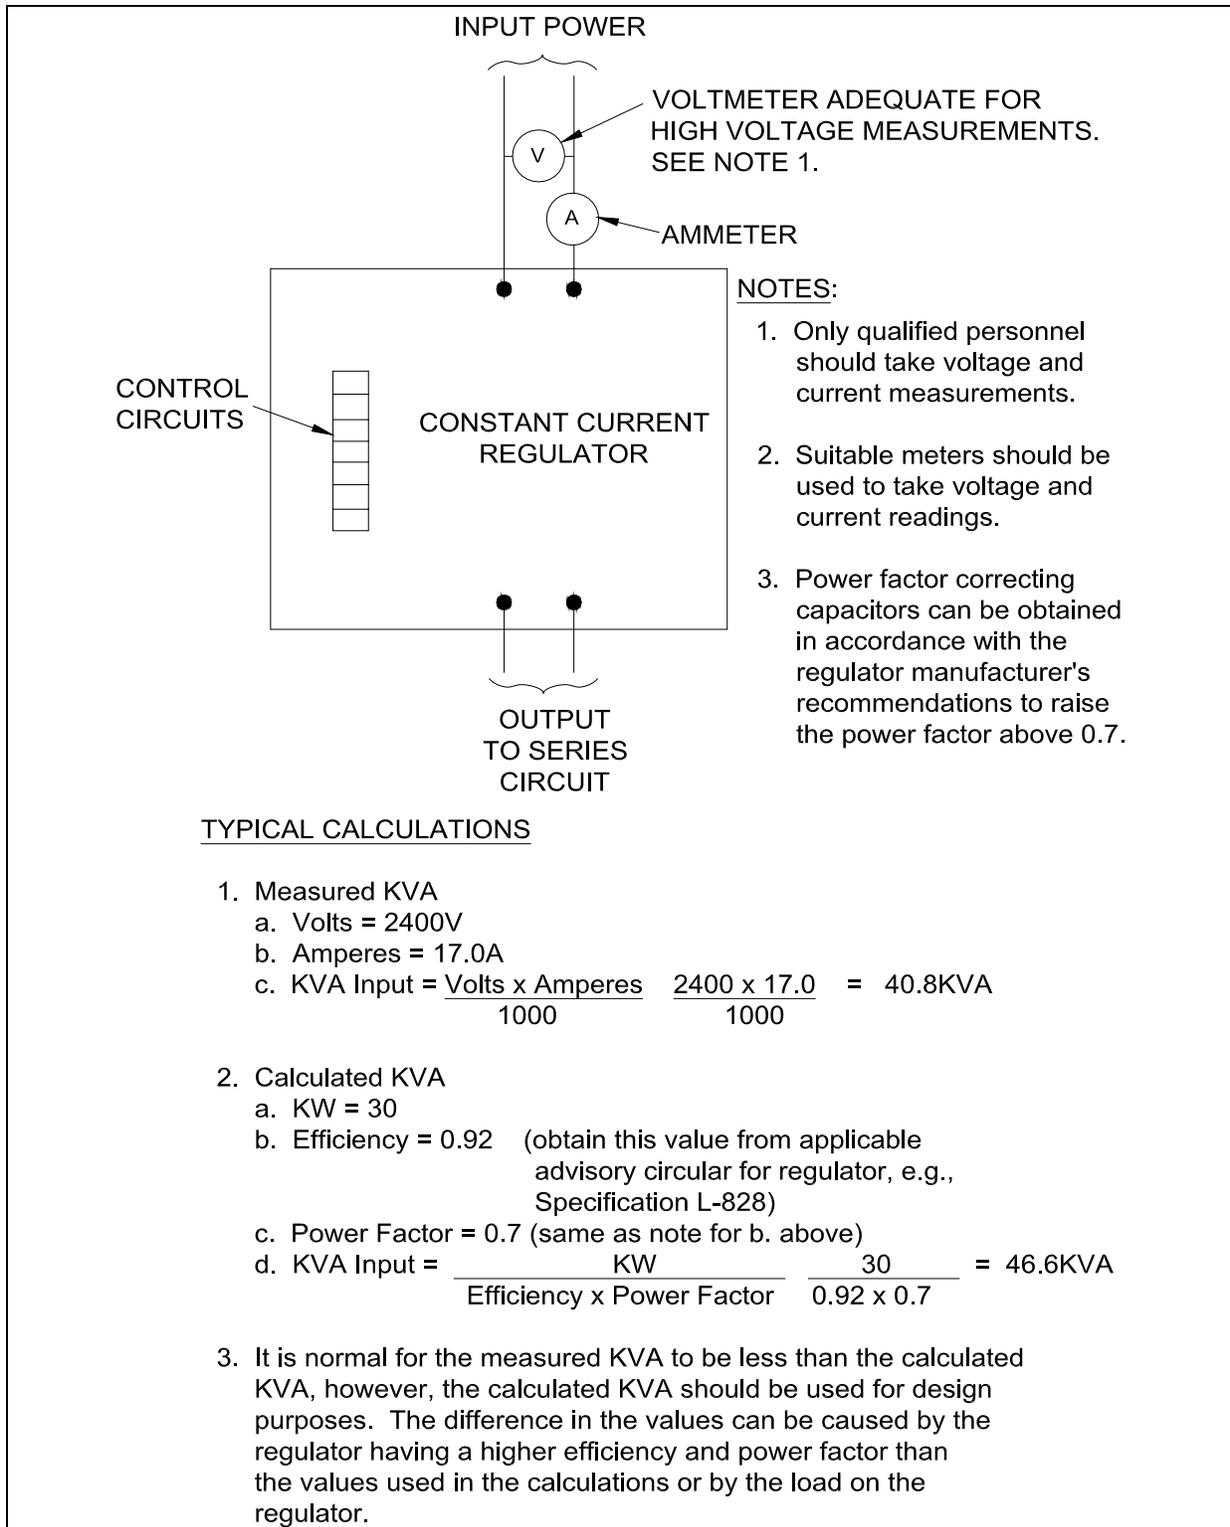 INPUT POWER
VOLTMETER ADEQUATE FOR
HIGH VOLTAGE MEASUREMENTS.
SEE NOTE 1.
V
A
AMMETER
CONTROL
CIRCUITS
CONSTANT CURRENT
REGULATOR
OUTPUT
TO SERIES
CIRCUIT
NOTES:
1. Only qualified personnel
should take voltage and
current measurements.
2. Suitable meters should be
used to take voltage and
current readings.
3. Power factor correcting
capacitors can be obtained
in accordance with the
regulator manufacturer's
recommendations to raise
the power factor above 0.7.
TYPICAL CALCULATIONS
1. Measured KVA
a. Volts = 2400V
b. Amperes = 17.0A
c. KVA Input = Volts x Amperes 2400 x 17.0 = 40.8KVA
1000 1000
2. Calculated KVA
a. KW = 30
b. Efficiency = 0.92 (obtain this value from applicable
advisory circular for regulator, e.g.,
Specification L-828)
c. Power Factor = 0.7 (same as note for b. above)
d. KVA Input = KW 30 = 46.6KVA
Efficiency x Power Factor 0.92 x 0.7
3. It is normal for the measured KVA to be less than the calculated
KVA, however, the calculated KVA should be used for design
purposes. The difference in the values can be caused by the
regulator having a higher efficiency and power factor than
the values used in the calculations or by the load on the
regulator.